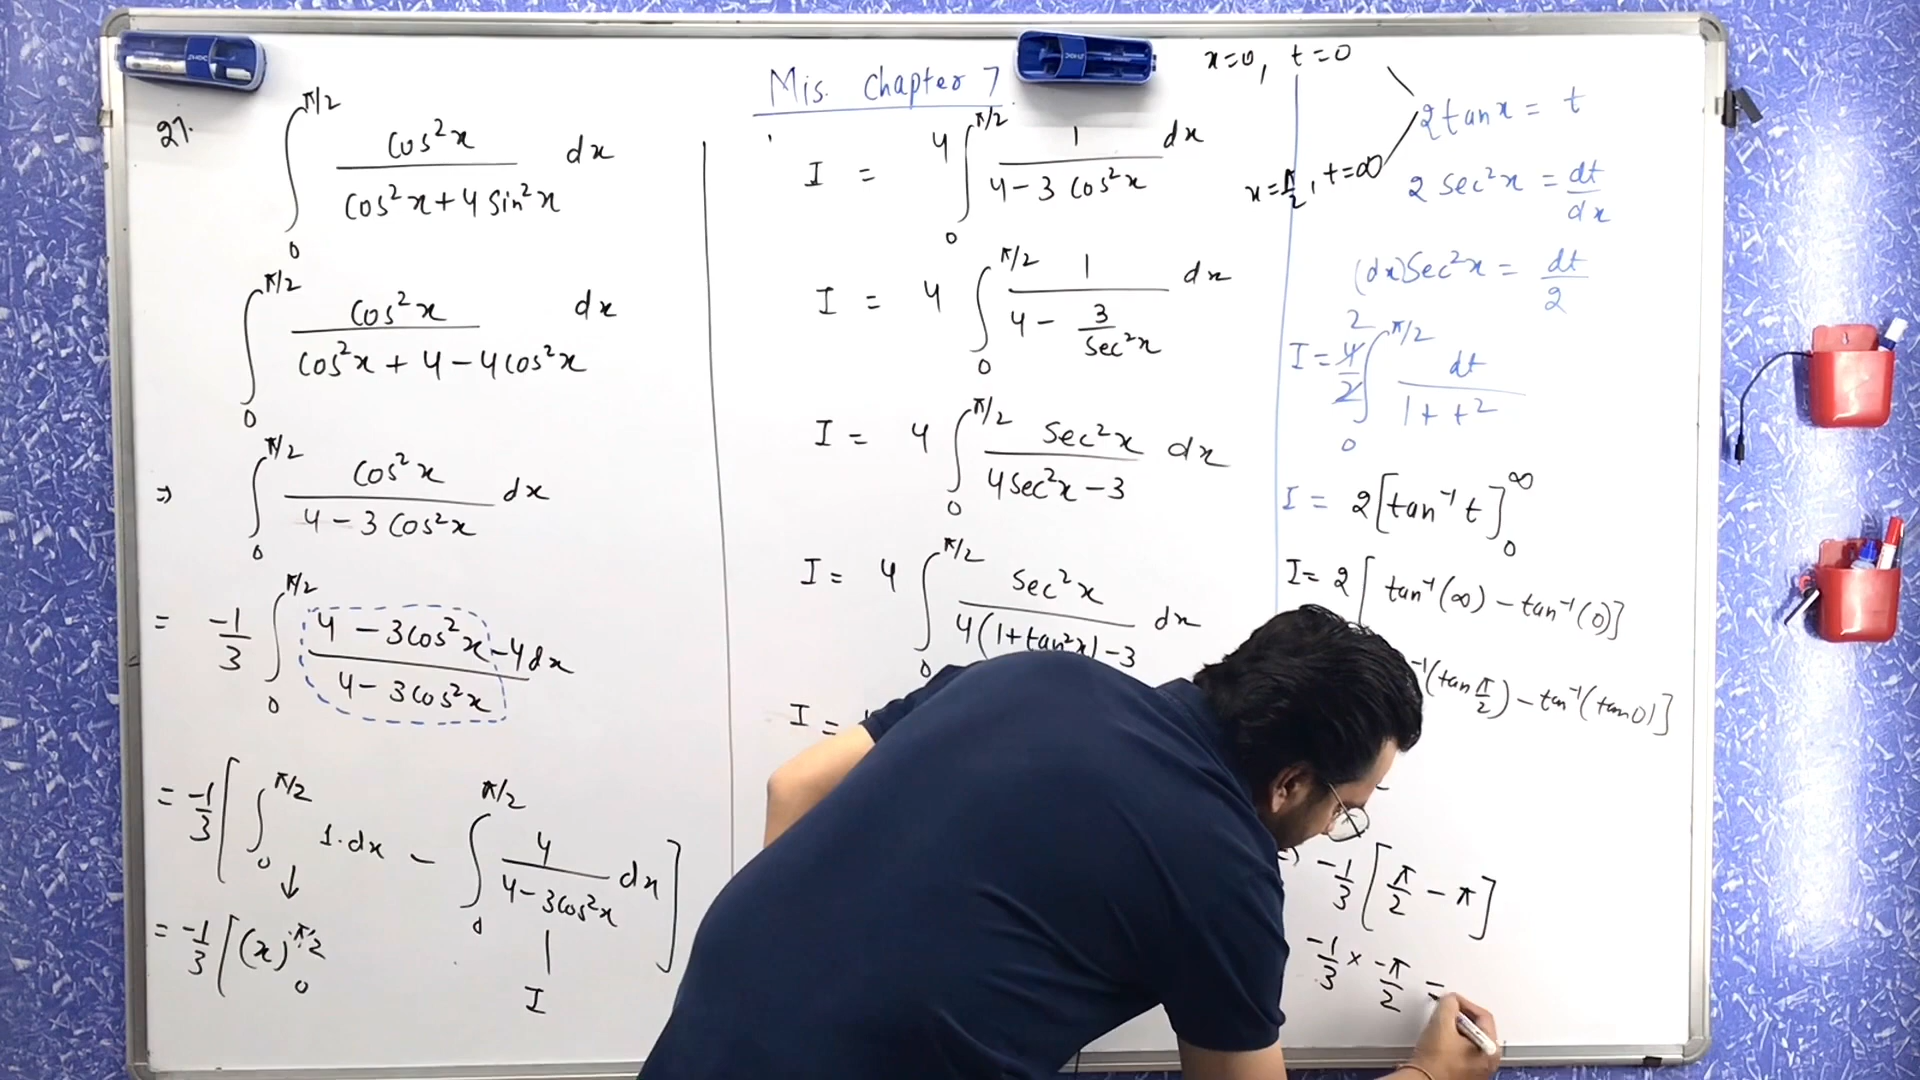 Mis. Chapter 7
27. ∫₀^{π/2} cos²x / (cos²x + 4 sin²x) dx
∫₀^{π/2} cos²x / (cos²x + 4 - 4cos²x) dx
⇒ ∫₀^{π/2} cos²x / (4 - 3 cos²x) dx
= -1/3 ∫₀^{π/2} (4 - 3cos²x - 4) dx / (4 - 3cos²x)
= -1/3 [ ∫₀^{π/2} 1·dx - ∫₀^{π/2} 4 / (4 - 3cos²x) dx ]
↓ I
= -1/3 [ (x)₀^{π/2}
I = 4 ∫₀^{π/2} 1 / (4 - 3 cos²x) dx
I = 4 ∫₀^{π/2} 1 / (4 - 3/sec²x) dx
I = 4 ∫₀^{π/2} sec²x / (4sec²x - 3) dx
I = 4 ∫₀^{π/2} sec²x / (4(1+tan²x) - 3) dx
I =
x=0, t=0
x=π/2, t=∞
2tanx = t
2 sec²x = dt/dx
(dx)sec²x = dt/2
I = 4/2 2 ∫₀^{π/2} dt / (1+t²)
I = 2[tan⁻¹ t]₀^∞
I = 2[ tan⁻¹(∞) - tan⁻¹(0)]
⁻¹(tan π/2) - tan⁻¹(tan 0)]
-1/3 [ π/2 - π ]
-1/3 × -π/2 =